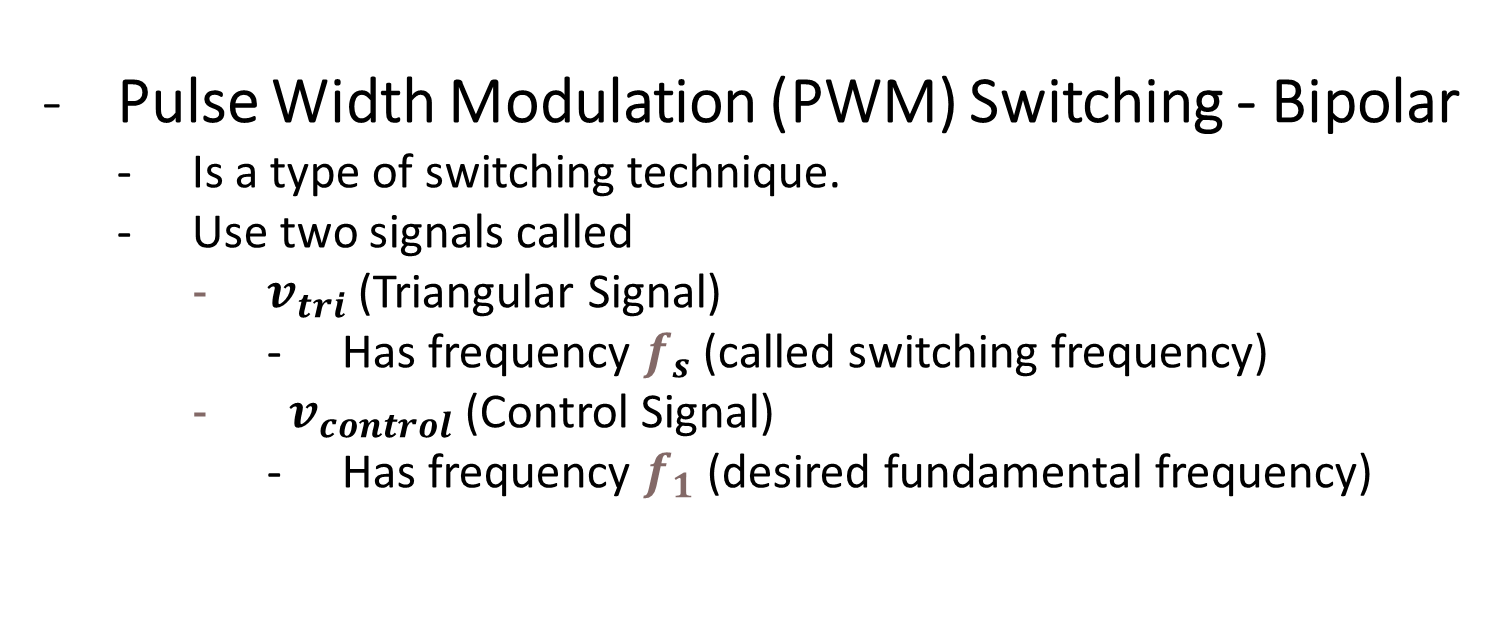 - Pulse Width Modulation (PWM) Switching - Bipolar
- Is a type of switching technique.
- Use two signals called
- v_tri (Triangular Signal)
- Has frequency f_s (called switching frequency)
- v_control (Control Signal)
- Has frequency f_1 (desired fundamental frequency)